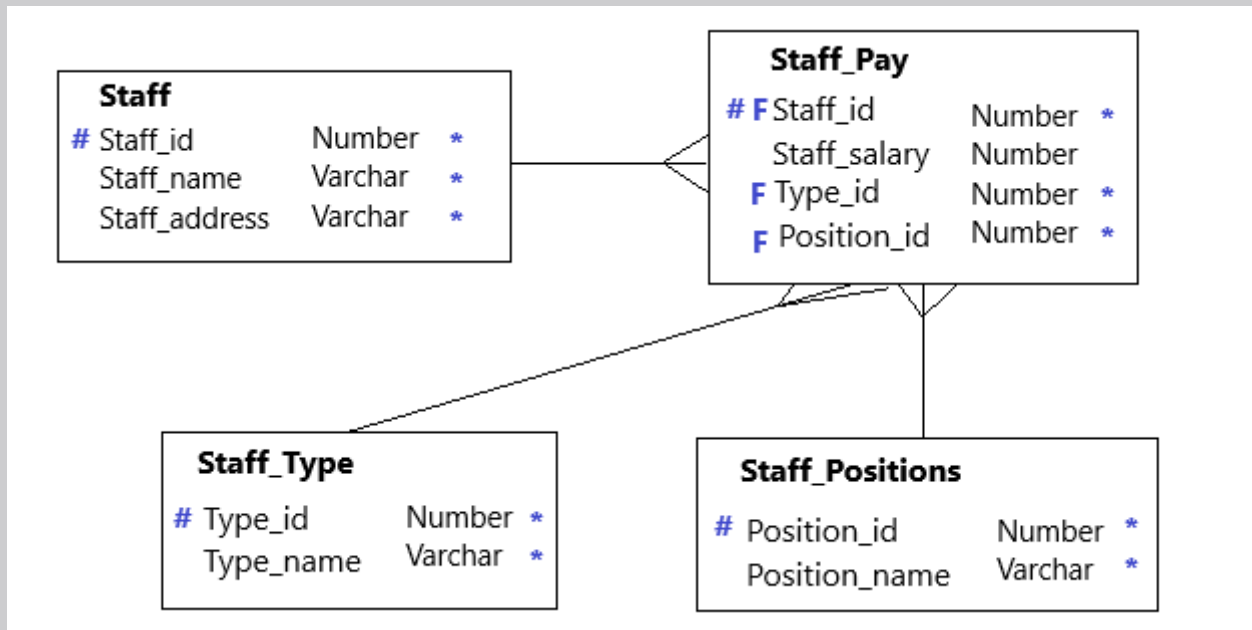 Staff
# Staff_id Number *
Staff_name Varchar *
Staff_address Varchar *
Staff_Pay
# F Staff_id Number *
Staff_salary Number
F Type_id Number *
F Position_id Number *
Staff_Type
# Type_id Number *
Type_name Varchar *
Staff_Positions
# Position_id Number *
Position_name Varchar *